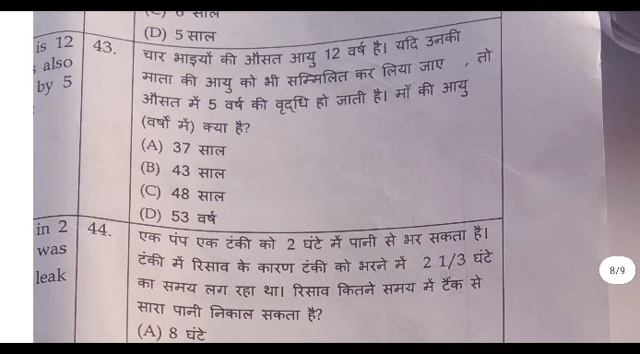 (D) 5 साल
is 12
also
by 5
43.
चार भाइयों की औसत आयु 12 वर्ष है। यदि उनकी
माता की आयु को भी सम्मिलित कर लिया जाए , तो
औसत में 5 वर्ष की वृद्धि हो जाती है। माँ की आयु
(वर्षों में) क्या है?
(A) 37 साल
(B) 43 साल
(C) 48 साल
(D) 53 वर्ष
in 2
was
leak
44.
एक पंप एक टंकी को 2 घंटे में पानी से भर सकता है।
टंकी में रिसाव के कारण टंकी को भरने में 2 1/3 घंटे
का समय लग रहा था। रिसाव कितने समय में टैंक से
सारा पानी निकाल सकता है?
(A) 8 घंटे
8/9